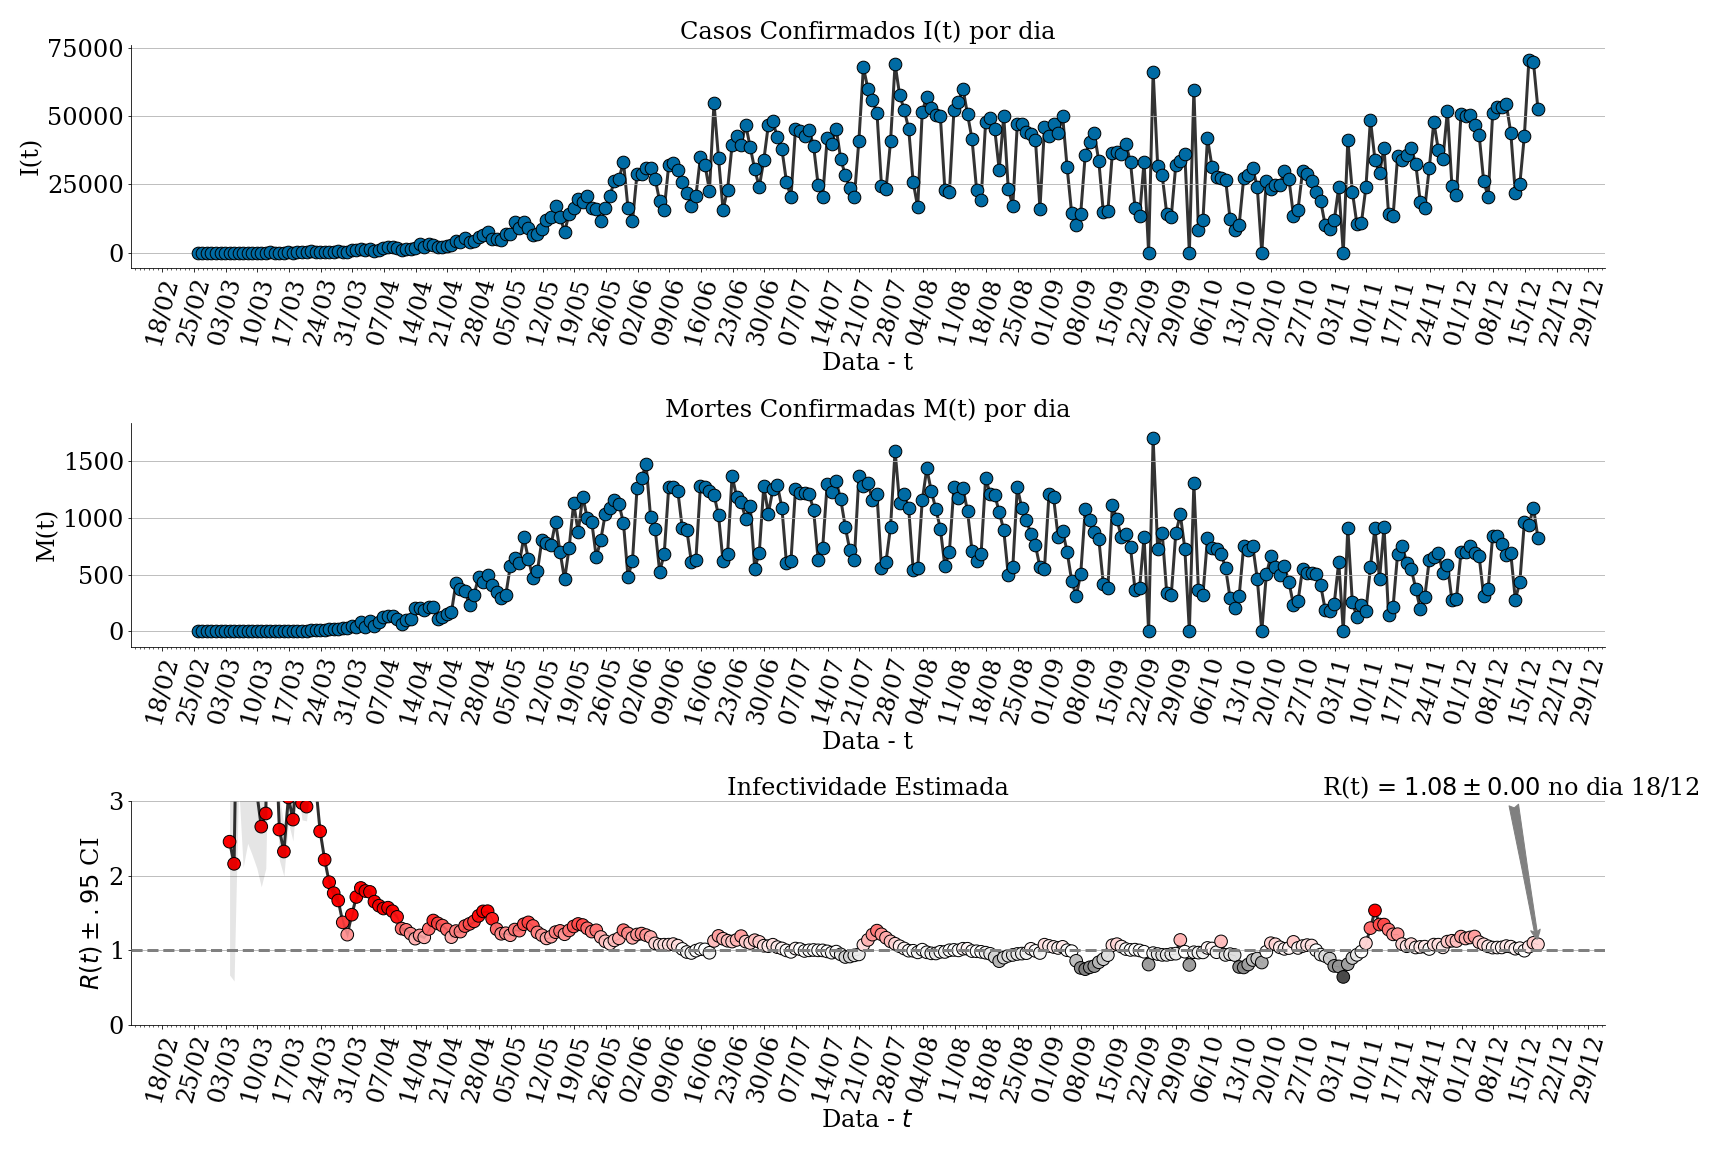 Casos Confirmados I(t) por dia
75000
50000
25000
0
I(t)
18/02 25/02 03/03 10/03 17/03 24/03 31/03 07/04 14/04 21/04 28/04 05/05 12/05 19/05 26/05 02/06 09/06 16/06 23/06 30/06 07/07 14/07 21/07 28/07 04/08 11/08 18/08 25/08 01/09 08/09 15/09 22/09 29/09 06/10 13/10 20/10 27/10 03/11 10/11 17/11 24/11 01/12 08/12 15/12 22/12 29/12
Data - t
Mortes Confirmadas M(t) por dia
1500
1000
500
0
M(t)
18/02 25/02 03/03 10/03 17/03 24/03 31/03 07/04 14/04 21/04 28/04 05/05 12/05 19/05 26/05 02/06 09/06 16/06 23/06 30/06 07/07 14/07 21/07 28/07 04/08 11/08 18/08 25/08 01/09 08/09 15/09 22/09 29/09 06/10 13/10 20/10 27/10 03/11 10/11 17/11 24/11 01/12 08/12 15/12 22/12 29/12
Data - t
Infectividade Estimada
R(t) = 1.08 ± 0.00 no dia 18/12
3
2
1
0
R(t) ± .95 CI
18/02 25/02 03/03 10/03 17/03 24/03 31/03 07/04 14/04 21/04 28/04 05/05 12/05 19/05 26/05 02/06 09/06 16/06 23/06 30/06 07/07 14/07 21/07 28/07 04/08 11/08 18/08 25/08 01/09 08/09 15/09 22/09 29/09 06/10 13/10 20/10 27/10 03/11 10/11 17/11 24/11 01/12 08/12 15/12 22/12 29/12
Data - t